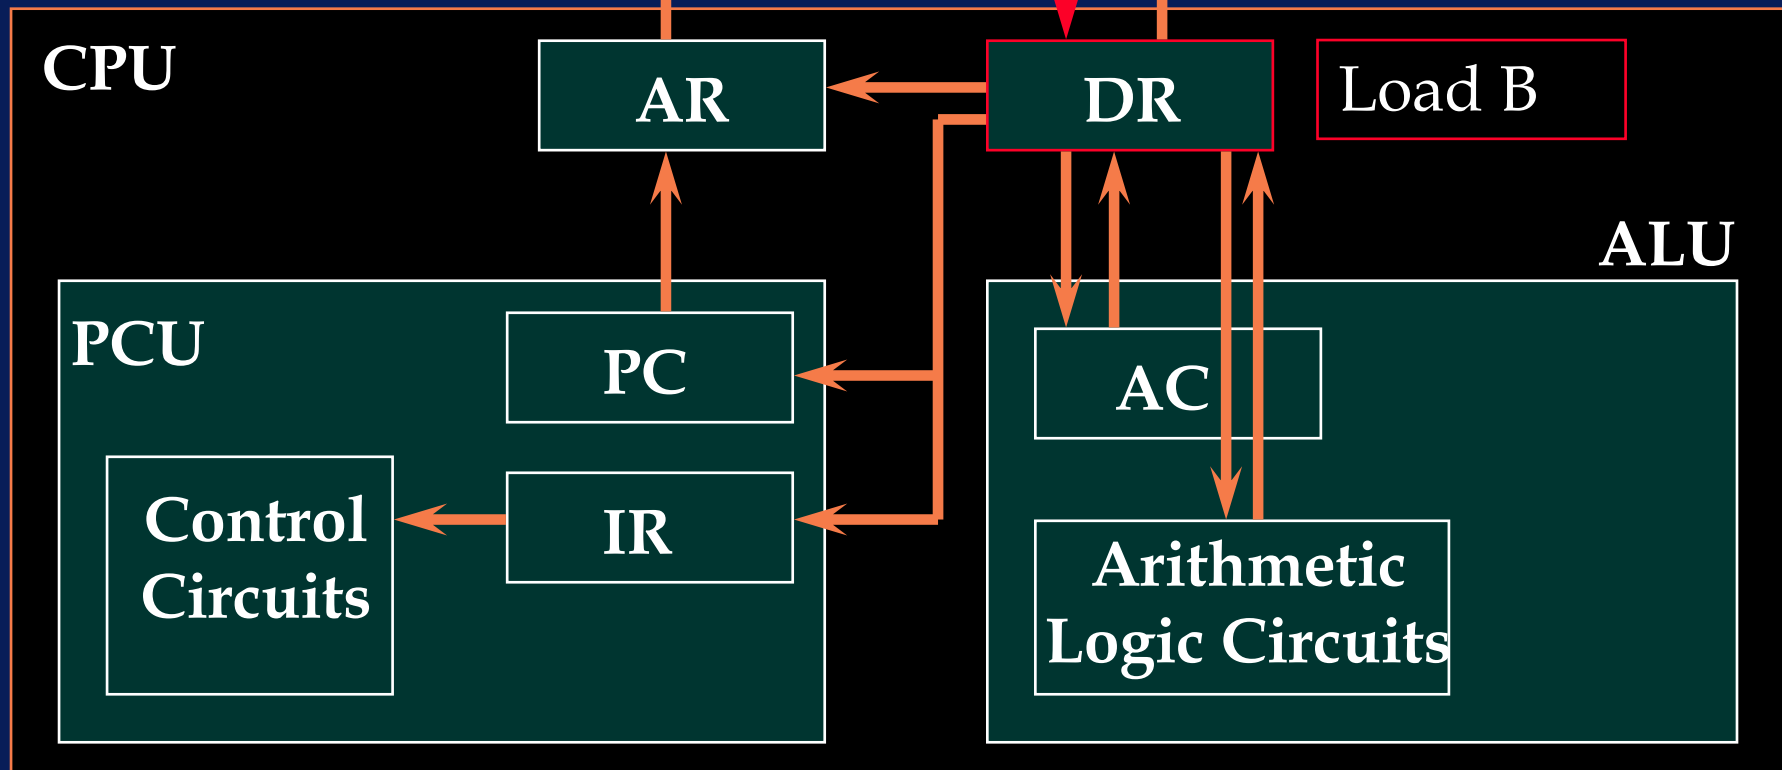 CPU
AR
DR
Load B
ALU
PCU
PC
AC
Control
Circuits
IR
Arithmetic
Logic Circuits